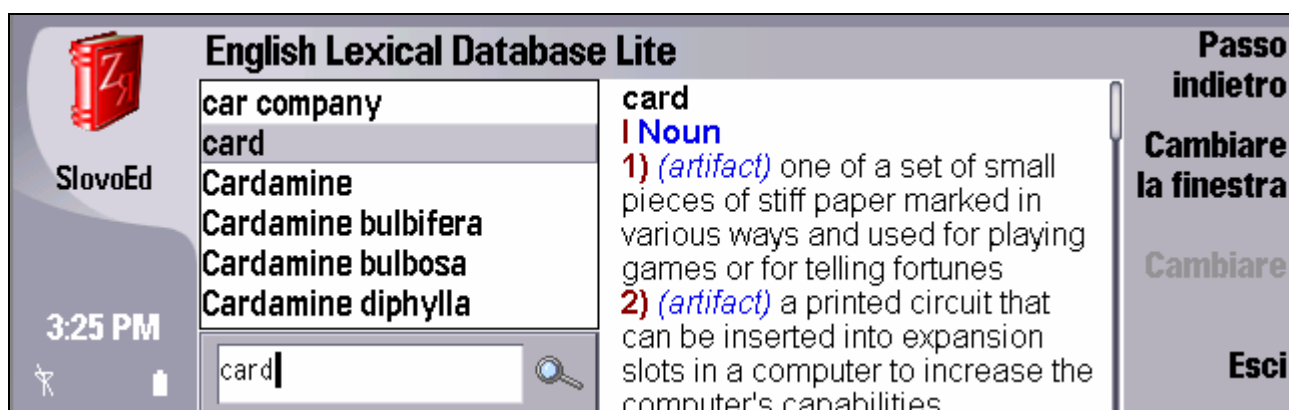 English Lexical Database Lite
SlovoEd
3:25 PM
car company
card
Cardamine
Cardamine bulbifera
Cardamine bulbosa
Cardamine diphylla
card
card
I Noun
1) (artifact) one of a set of small
pieces of stiff paper marked in
various ways and used for playing
games or for telling fortunes
2) (artifact) a printed circuit that
can be inserted into expansion
slots in a computer to increase the
computer's capabilities
Passo
indietro
Cambiare
la finestra
Cambiare
Esci